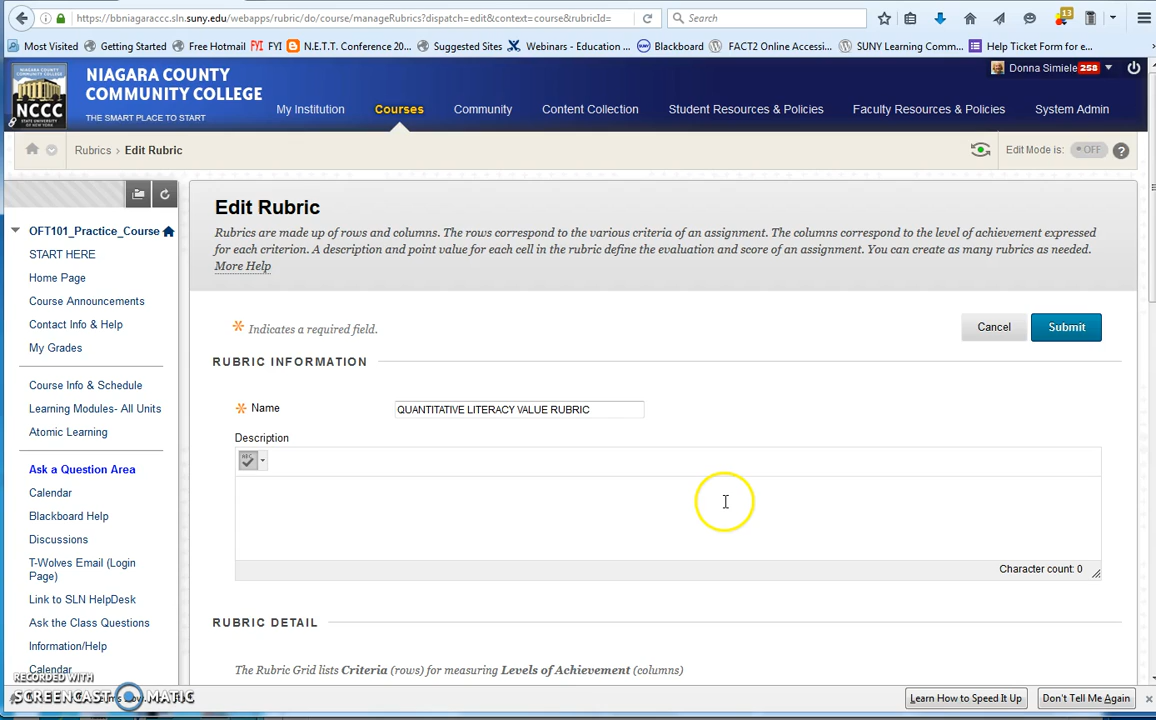 https://bbniagaraccc.sln.suny.edu/webapps/rubric/do/course/manageRubrics?dispatch=edit&context=course&rubricId=
Search
13
Most Visited Getting Started Free Hotmail FYI FYI N.E.T.T. Conference 20... Suggested Sites Webinars - Education ... Blackboard FACT2 Online Accessi... SUNY Learning Comm... Help Ticket Form for e...
NIAGARA COUNTY
COMMUNITY COLLEGE
THE SMART PLACE TO START
NCCC
Donna Simiele 258
My Institution Courses Community Content Collection Student Resources & Policies Faculty Resources & Policies System Admin
Rubrics > Edit Rubric
Edit Mode is: OFF ?
OFT101_Practice_Course
START HERE
Home Page
Course Announcements
Contact Info & Help
My Grades
Course Info & Schedule
Learning Modules- All Units
Atomic Learning
Ask a Question Area
Calendar
Blackboard Help
Discussions
T-Wolves Email (Login
Page)
Link to SLN HelpDesk
Ask the Class Questions
Information/Help
Calendar
Edit Rubric
Rubrics are made up of rows and columns. The rows correspond to the various criteria of an assignment. The columns correspond to the level of achievement expressed
for each criterion. A description and point value for each cell in the rubric define the evaluation and score of an assignment. You can create as many rubrics as needed.
More Help
Indicates a required field.
Cancel Submit
RUBRIC INFORMATION
Name QUANTITATIVE LITERACY VALUE RUBRIC
Description
Character count: 0
RUBRIC DETAIL
The Rubric Grid lists Criteria (rows) for measuring Levels of Achievement (columns)
RECORDED WITH
SCREENCAST MATIC
Learn How to Speed It Up Don't Tell Me Again